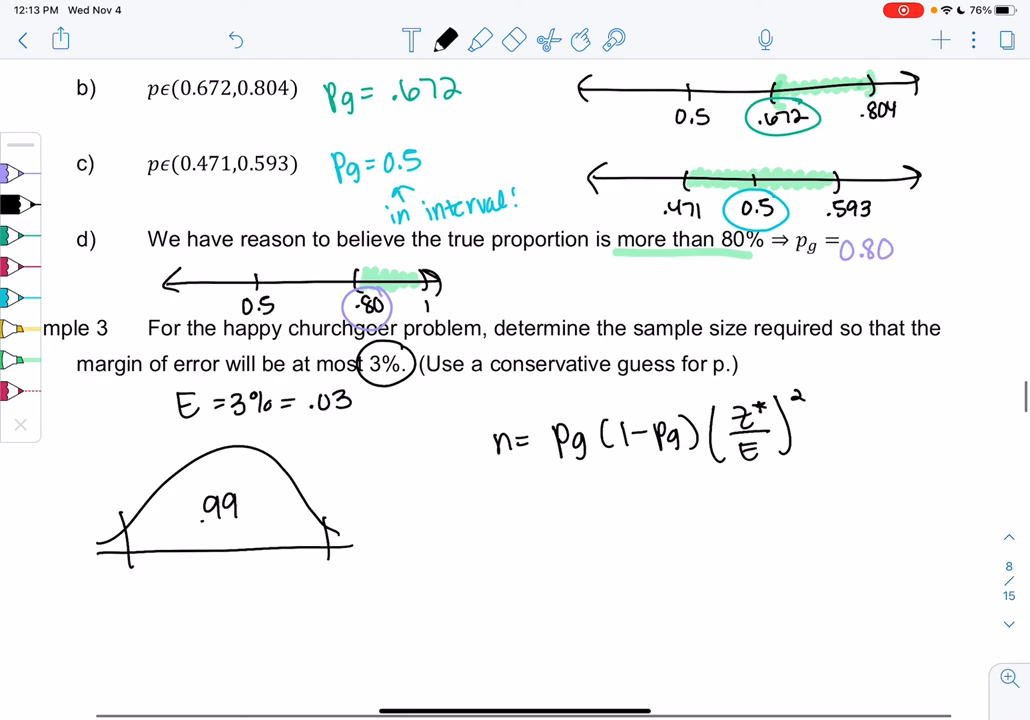 12:13 PM Wed Nov 4
76%
b) pϵ(0.672,0.804) pg = .672
0.5 .672 .804
c) pϵ(0.471,0.593) pg = 0.5
in interval!
.471 0.5 .593
d) We have reason to believe the true proportion is more than 80% ⇒ pg = 0.80
0.5 .80 1
mple 3 For the happy churchgoer problem, determine the sample size required so that the
margin of error will be at most 3%. (Use a conservative guess for p.)
E = 3% = .03
n= pg (1-pg) (z*/E)²
.99
8
/
15